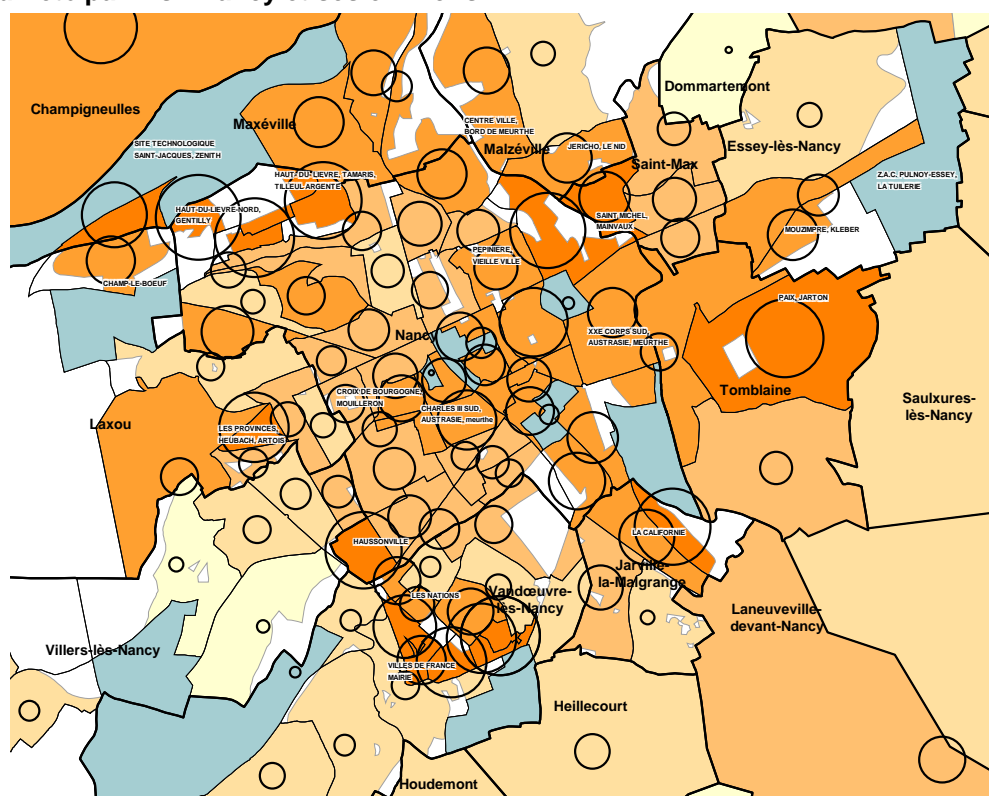 Champigneulles
Maxéville
SITE TECHNOLOGIQUE
SAINT-JACQUES, ZENITH
CENTRE VILLE,
BORD DE MEURTHE
Malzéville
JERICHO, LE NID
Dommartemont
Saint-Max
Essey-lès-Nancy
Z.A.C. PULNOY-ESSEY,
LA TUILERIE
HAUT-DU-LIEVRE, TAMARIS,
TILLEUL ARGENTE
HAUT-DU-LIEVRE-NORD,
GENTILLY
SAINT MICHEL,
MAINVAUX
MOUZIMPRE, KLEBER
CHAMP-LE-BOEUF
PEPINIERE,
VIEILLE VILLE
PAIX, JARTON
Nancy
XXE CORPS SUD,
AUSTRASIE, MEURTHE
Tomblaine
CROIX DE BOURGOGNE,
MOUILLERON
CHARLES III SUD,
AUSTRASIE, meurthe
Saulxures-
lès-Nancy
Laxou
LES PROVINCES,
HEUBACH, ARTOIS
HAUSSONVILLE
LA CALIFORNIE
Jarville-
la-Malgrange
LES NATIONS
Vandœuvre-
lès-Nancy
Laneuveville-
devant-Nancy
Villers-lès-Nancy
VILLES DE FRANCE
MAIRIE
Heillecourt
Houdemont